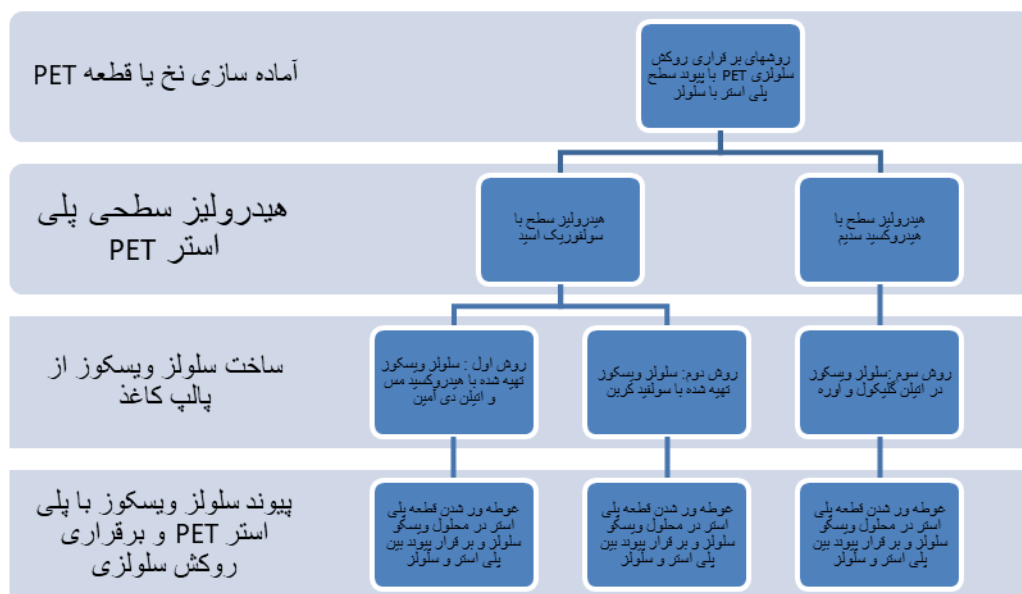 آماده سازی نخ یا قطعه PET
روشهای بر قراری روکش
سلولزی PET با پیوند سطح
پلی استر با سلولز
هیدرولیز سطحی پلی
استر PET
هیدرولیز سطح با
هیدروکسید سدیم
هیدرولیز سطح با
سولفوریک اسید
ساخت سلولز ویسکوز از
پالپ کاغذ
روش سوم :سلولز ویسکوز
در اتیلن گلیکول و اوره
روش دوم: سلولز ویسکوز
تهیه شده با سولفید کربن
روش اول : سلولز ویسکوز
تهیه شده با هیدروکسید مس
و اتیلن دی آمین
پیوند سلولز ویسکوز با پلی
استر PET و برقراری
روکش سلولزی
غوطه ور شدن قطعه پلی
استر در محلول ویسکو
سلولز و بر قرار پیوند بین
پلی استر و سلولز
غوطه ور شدن قطعه پلی
استر در محلول ویسکو
سلولز و بر قرار پیوند بین
پلی استر و سلولز
غوطه ور شدن قطعه پلی
استر در محلول ویسکو
سلولز و بر قرار پیوند بین
پلی استر و سلولز